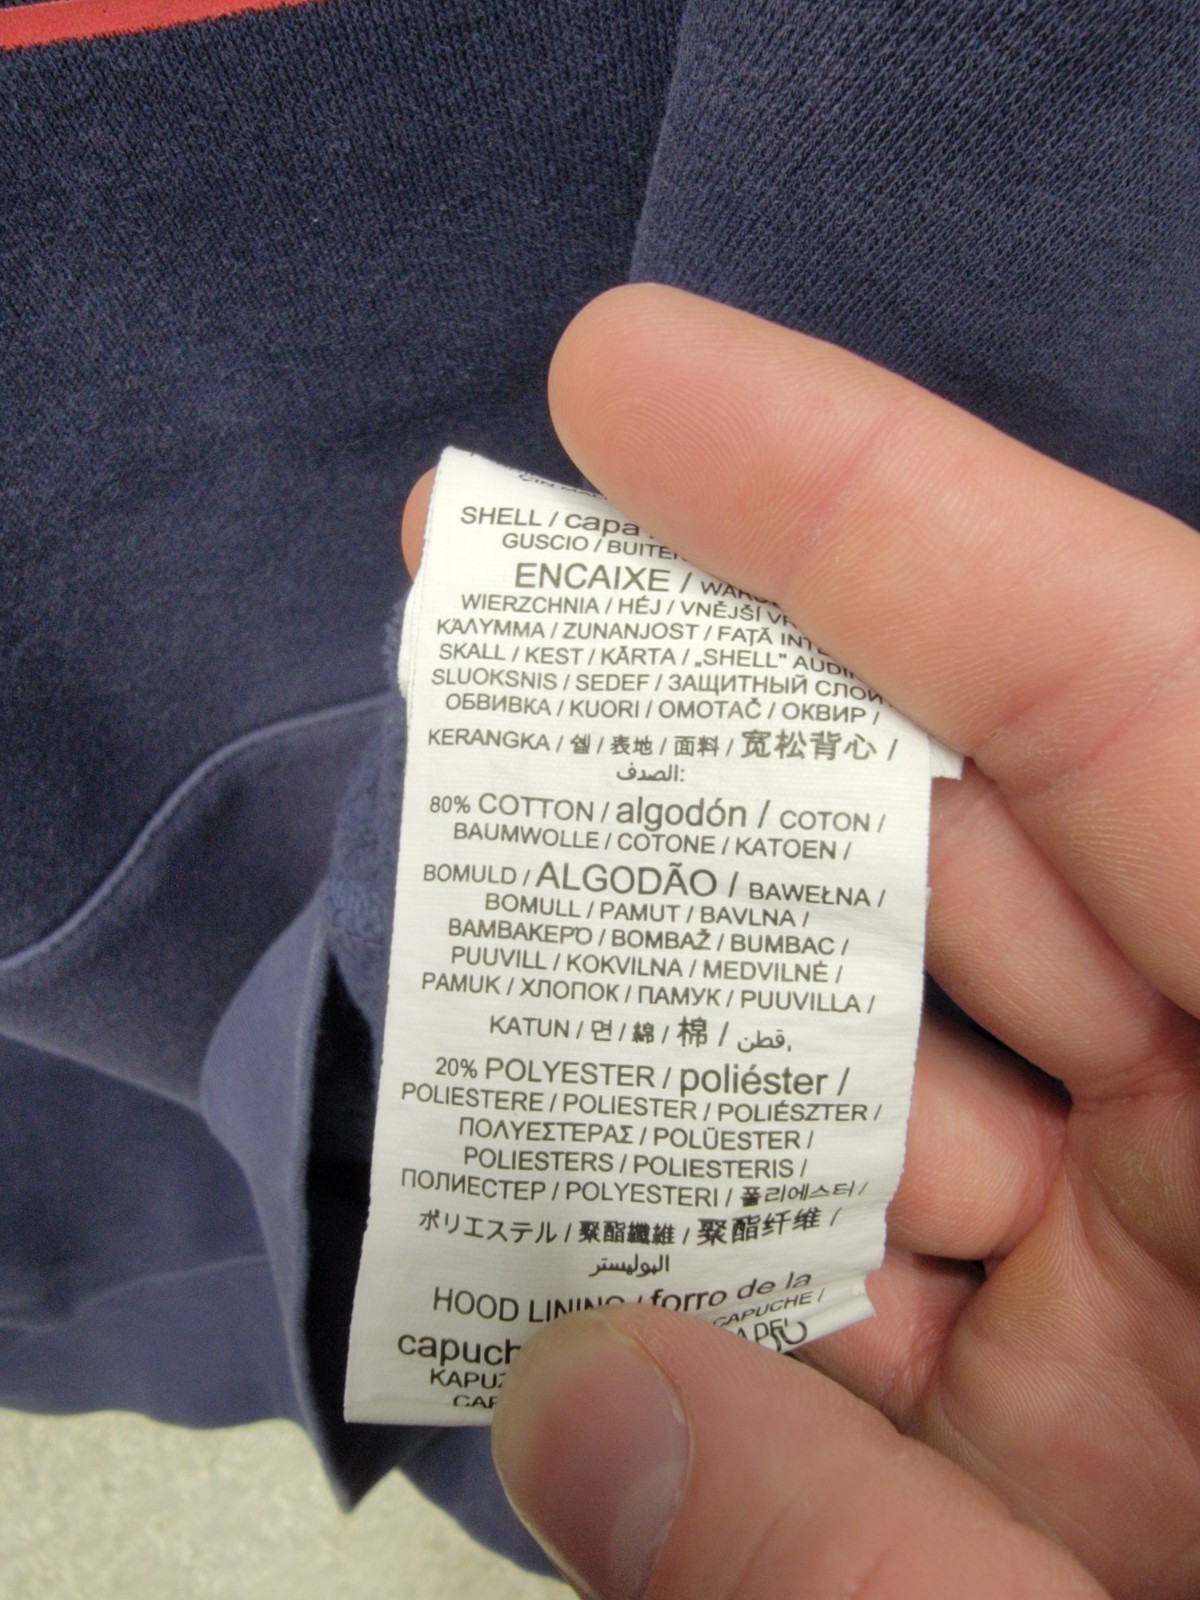 SHELL / capa
GUSCIO / BUITEN
ENCAIXE /
WIERZCHNIA / HÉJ / VNĚJŠÍ
ΚΆΛΥΜΜΑ / ZUNANJOST / FAȚĂ
SKALL / KEST / KĀRTA / „SHELL"
SLUOKSNIS / SEDEF / ЗАЩИТНЫЙ СЛОЙ
ОБВИВКА / KUORI / OMOTAČ / ОКВИР /
KERANGKA / 쉘 / 表地 / 面料 / 宽松背心 /
الصدف:
80% COTTON / algodón / COTON /
BAUMWOLLE / COTONE / KATOEN /
BOMULD / ALGODÃO / BAWEŁNA /
BOMULL / PAMUT / BAVLNA /
ΒΑΜΒΑΚΕΡΌ / BOMBAŽ / BUMBAC /
PUUVILL / KOKVILNA / MEDVILNĖ /
PAMUK / ХЛОПОК / ПАМУК / PUUVILLA /
KATUN / 면 / 綿 / 棉 / قطن,
20% POLYESTER / poliéster /
POLIESTERE / POLIESTER / POLIÉSZTER /
ΠΟΛΥΕΣΤΕΡΑΣ / POLÜESTER /
POLIESTERS / POLIESTERIS /
ПОЛИЕСТЕР / POLYESTERI / 폴리에스터 /
ポリエステル / 聚酯纖維 / 聚酯纤维 /
البوليستر
HOOD LINING / forro de la
CAPUCHE /